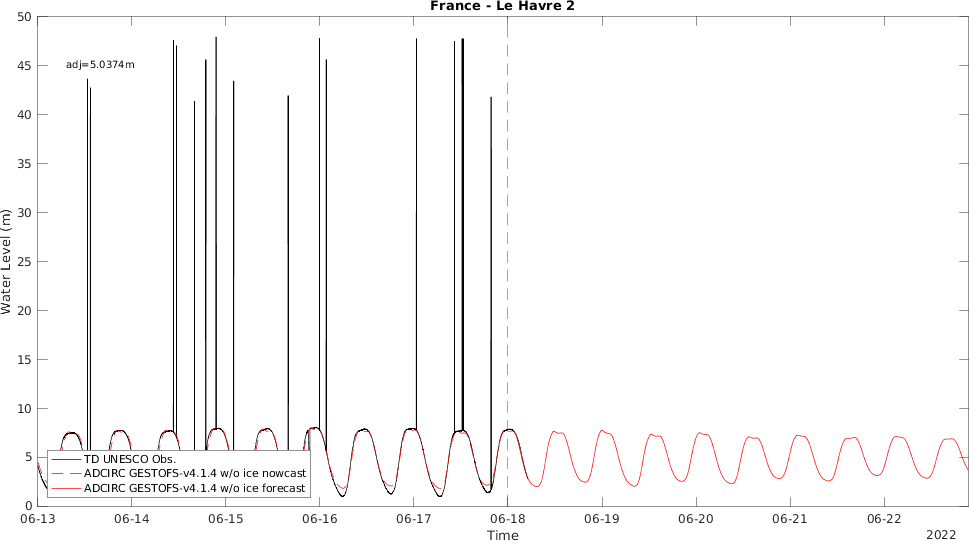 France - Le Havre 2
adj=5.0374m
50
45
40
35
30
25
20
15
10
5
0
Water Level (m)
TD UNESCO Obs.
ADCIRC GESTOFS-v4.1.4 w/o ice nowcast
ADCIRC GESTOFS-v4.1.4 w/o ice forecast
06-13 06-14 06-15 06-16 06-17 06-18 06-19 06-20 06-21 06-22
Time
2022